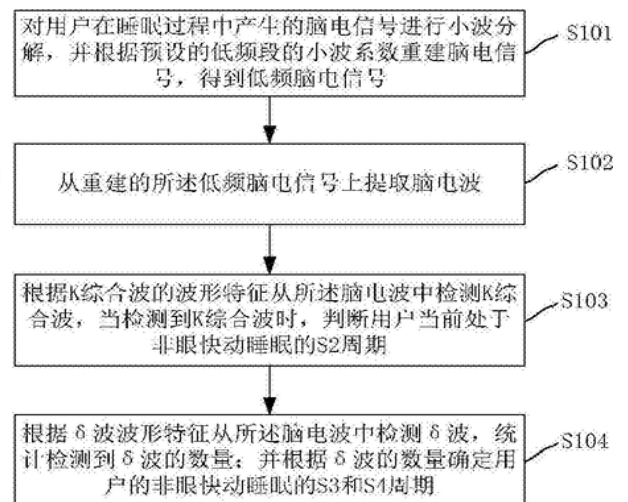 对用户在睡眠过程中产生的脑电信号进行小波分
解，并根据预设的低频段的小波系数重建脑电信
号，得到低频脑电信号
S101
从重建的所述低频脑电信号上提取脑电波
S102
根据K综合波的波形特征从所述脑电波中检测K综
合波，当检测到K综合波时，判断用户当前处于
非眼快动睡眠的S2周期
S103
根据δ波波形特征从所述脑电波中检测δ波，统
计检测到δ波的数量；并根据δ波的数量确定用
户的非眼快动睡眠的S3和S4周期
S104